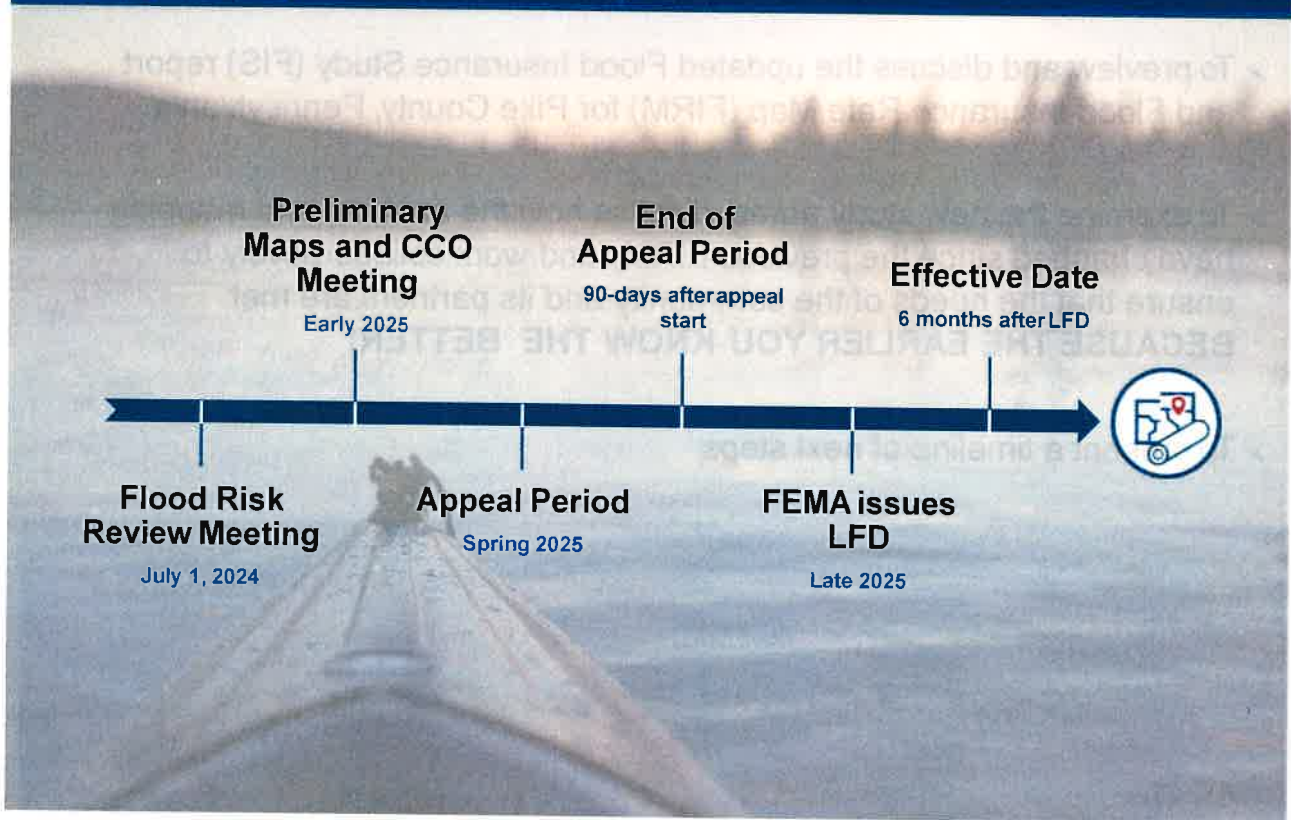 Preliminary
Maps and CCO
Meeting
Early 2025
End of
Appeal Period
90-days after appeal
start
Effective Date
6 months after LFD
Flood Risk
Review Meeting
July 1, 2024
Appeal Period
Spring 2025
FEMA issues
LFD
Late 2025